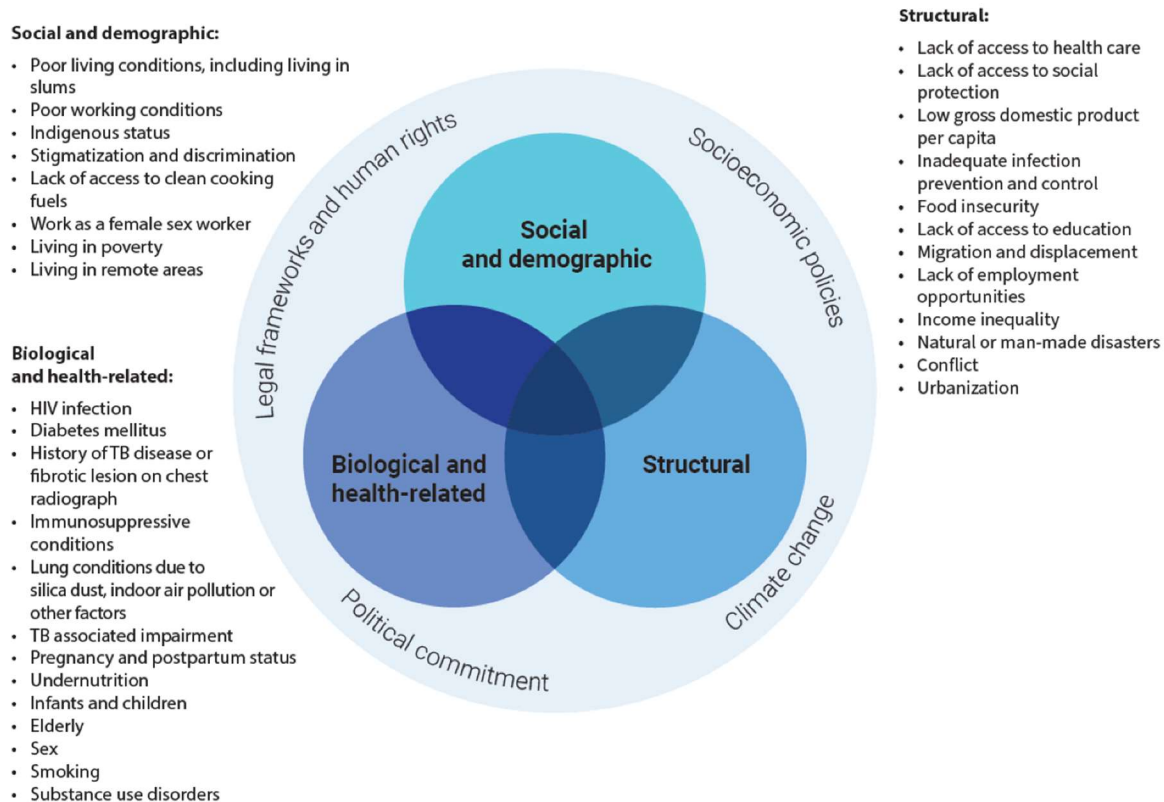 Social and demographic:
• Poor living conditions, including living in
slums
• Poor working conditions
• Indigenous status
• Stigmatization and discrimination
• Lack of access to clean cooking
fuels
• Work as a female sex worker
• Living in poverty
• Living in remote areas
Biological
and health-related:
• HIV infection
• Diabetes mellitus
• History of TB disease or
fibrotic lesion on chest
radiograph
• Immunosuppressive
conditions
• Lung conditions due to
silica dust, indoor air pollution or
other factors
• TB associated impairment
• Pregnancy and postpartum status
• Undernutrition
• Infants and children
• Elderly
• Sex
• Smoking
• Substance use disorders
Legal frameworks and human rights
Socioeconomic policies
Social
and demographic
Biological and
health-related
Structural
Political commitment
Climate change
Structural:
• Lack of access to health care
• Lack of access to social
protection
• Low gross domestic product
per capita
• Inadequate infection
prevention and control
• Food insecurity
• Lack of access to education
• Migration and displacement
• Lack of employment
opportunities
• Income inequality
• Natural or man-made disasters
• Conflict
• Urbanization